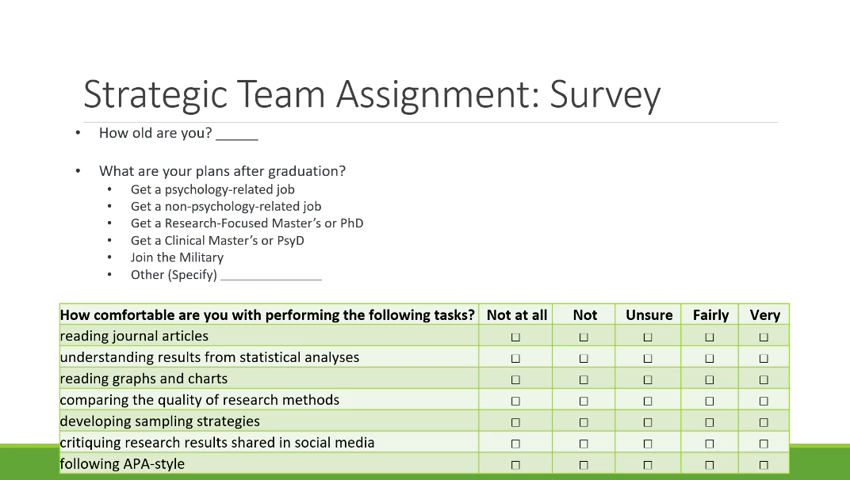 Strategic Team Assignment: Survey
• How old are you? _____
• What are your plans after graduation?
• Get a psychology-related job
• Get a non-psychology-related job
• Get a Research-Focused Master's or PhD
• Get a Clinical Master's or PsyD
• Join the Military
• Other (Specify) _______________
How comfortable are you with performing the following tasks? Not at all Not Unsure Fairly Very
reading journal articles □ □ □ □ □
understanding results from statistical analyses □ □ □ □ □
reading graphs and charts □ □ □ □ □
comparing the quality of research methods □ □ □ □ □
developing sampling strategies □ □ □ □ □
critiquing research results shared in social media □ □ □ □ □
following APA-style □ □ □ □ □